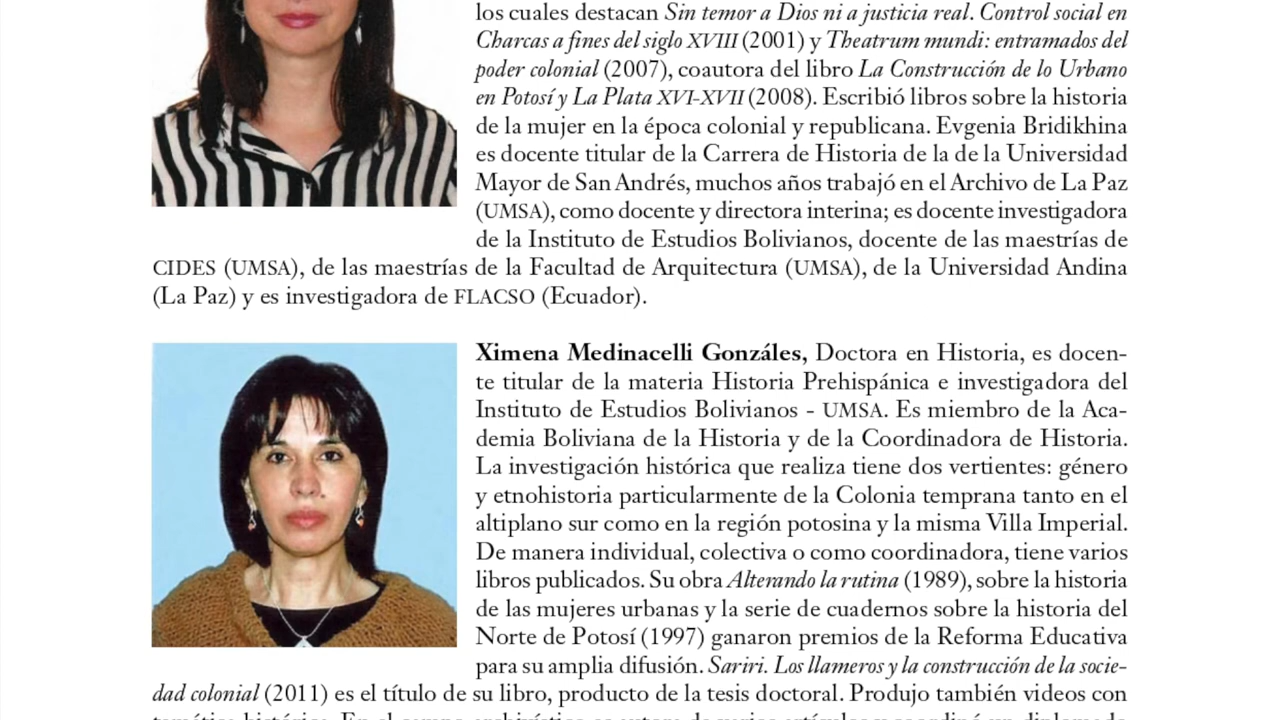 los cuales destacan Sin temor a Dios ni a justicia real. Control social en
Charcas a fines del siglo XVIII (2001) y Theatrum mundi: entramados del
poder colonial (2007), coautora del libro La Construcción de lo Urbano
en Potosí y La Plata XVI-XVII (2008). Escribió libros sobre la historia
de la mujer en la época colonial y republicana. Evgenia Bridikhina
es docente titular de la Carrera de Historia de la de la Universidad
Mayor de San Andrés, muchos años trabajó en el Archivo de La Paz
(UMSA), como docente y directora interina; es docente investigadora
de la Instituto de Estudios Bolivianos, docente de las maestrías de
CIDES (UMSA), de las maestrías de la Facultad de Arquitectura (UMSA), de la Universidad Andina
(La Paz) y es investigadora de FLACSO (Ecuador).
Ximena Medinacelli Gonzáles, Doctora en Historia, es docen-
te titular de la materia Historia Prehispánica e investigadora del
Instituto de Estudios Bolivianos - UMSA. Es miembro de la Aca-
demia Boliviana de la Historia y de la Coordinadora de Historia.
La investigación histórica que realiza tiene dos vertientes: género
y etnohistoria particularmente de la Colonia temprana tanto en el
altiplano sur como en la región potosina y la misma Villa Imperial.
De manera individual, colectiva o como coordinadora, tiene varios
libros publicados. Su obra Alterando la rutina (1989), sobre la historia
de las mujeres urbanas y la serie de cuadernos sobre la historia del
Norte de Potosí (1997) ganaron premios de la Reforma Educativa
para su amplia difusión. Sariri. Los llameros y la construcción de la socie-
dad colonial (2011) es el título de su libro, producto de la tesis doctoral. Produjo también videos con